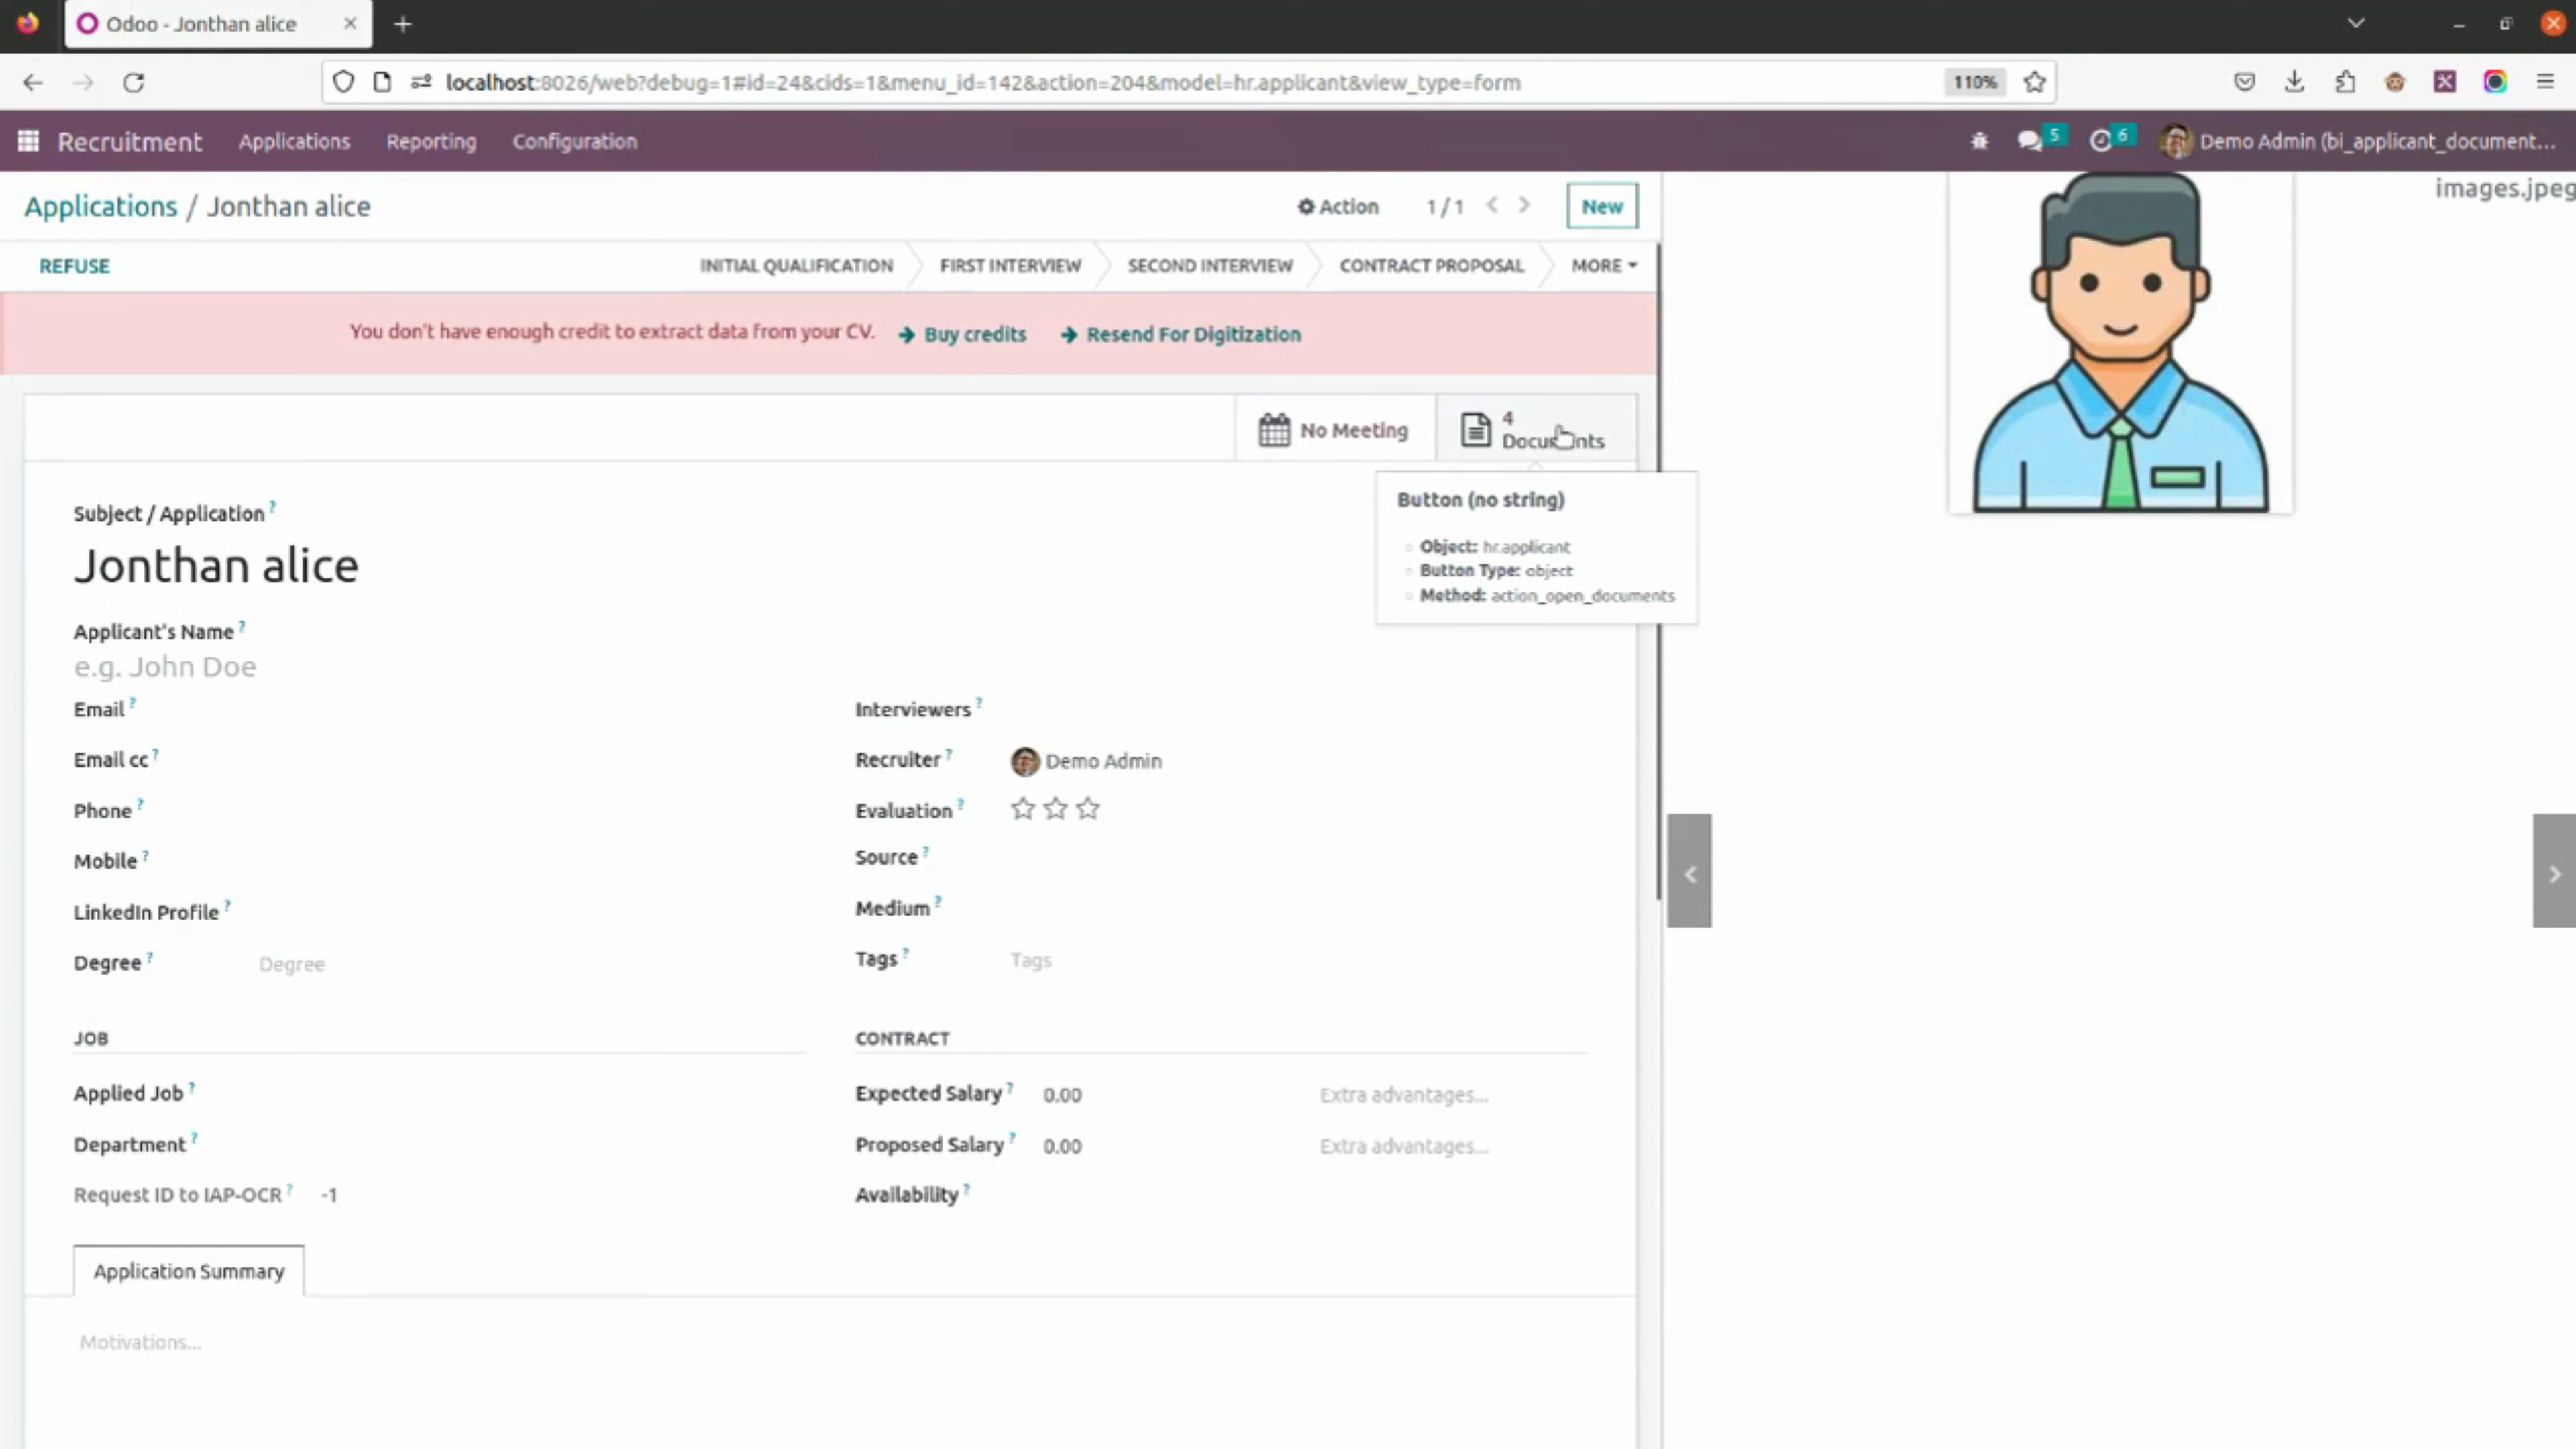 Odoo - Jonthan alice
localhost:8026/web?debug=1#id=24&cids=1&menu_id=142&action=204&model=hr.applicant&view_type=form
110%
Recruitment
Applications
Reporting
Configuration
5
6
Demo Admin (bi_applicant_document...
Applications / Jonthan alice
Action
1 / 1
New
images.jpeg
REFUSE
INITIAL QUALIFICATION
FIRST INTERVIEW
SECOND INTERVIEW
CONTRACT PROPOSAL
MORE
You don't have enough credit to extract data from your CV.
Buy credits
Resend For Digitization
No Meeting
4
Documents
Button (no string)
Object: hr.applicant
Button Type: object
Method: action_open_documents
Subject / Application ?
Jonthan alice
Applicant's Name ?
e.g. John Doe
Email ?
Email cc ?
Phone ?
Mobile ?
LinkedIn Profile ?
Degree ? Degree
Interviewers ?
Recruiter ? Demo Admin
Evaluation ?
Source ?
Medium ?
Tags ? Tags
JOB
Applied Job ?
Department ?
Request ID to IAP-OCR ? -1
CONTRACT
Expected Salary ? 0.00 Extra advantages...
Proposed Salary ? 0.00 Extra advantages...
Availability ?
Application Summary
Motivations...